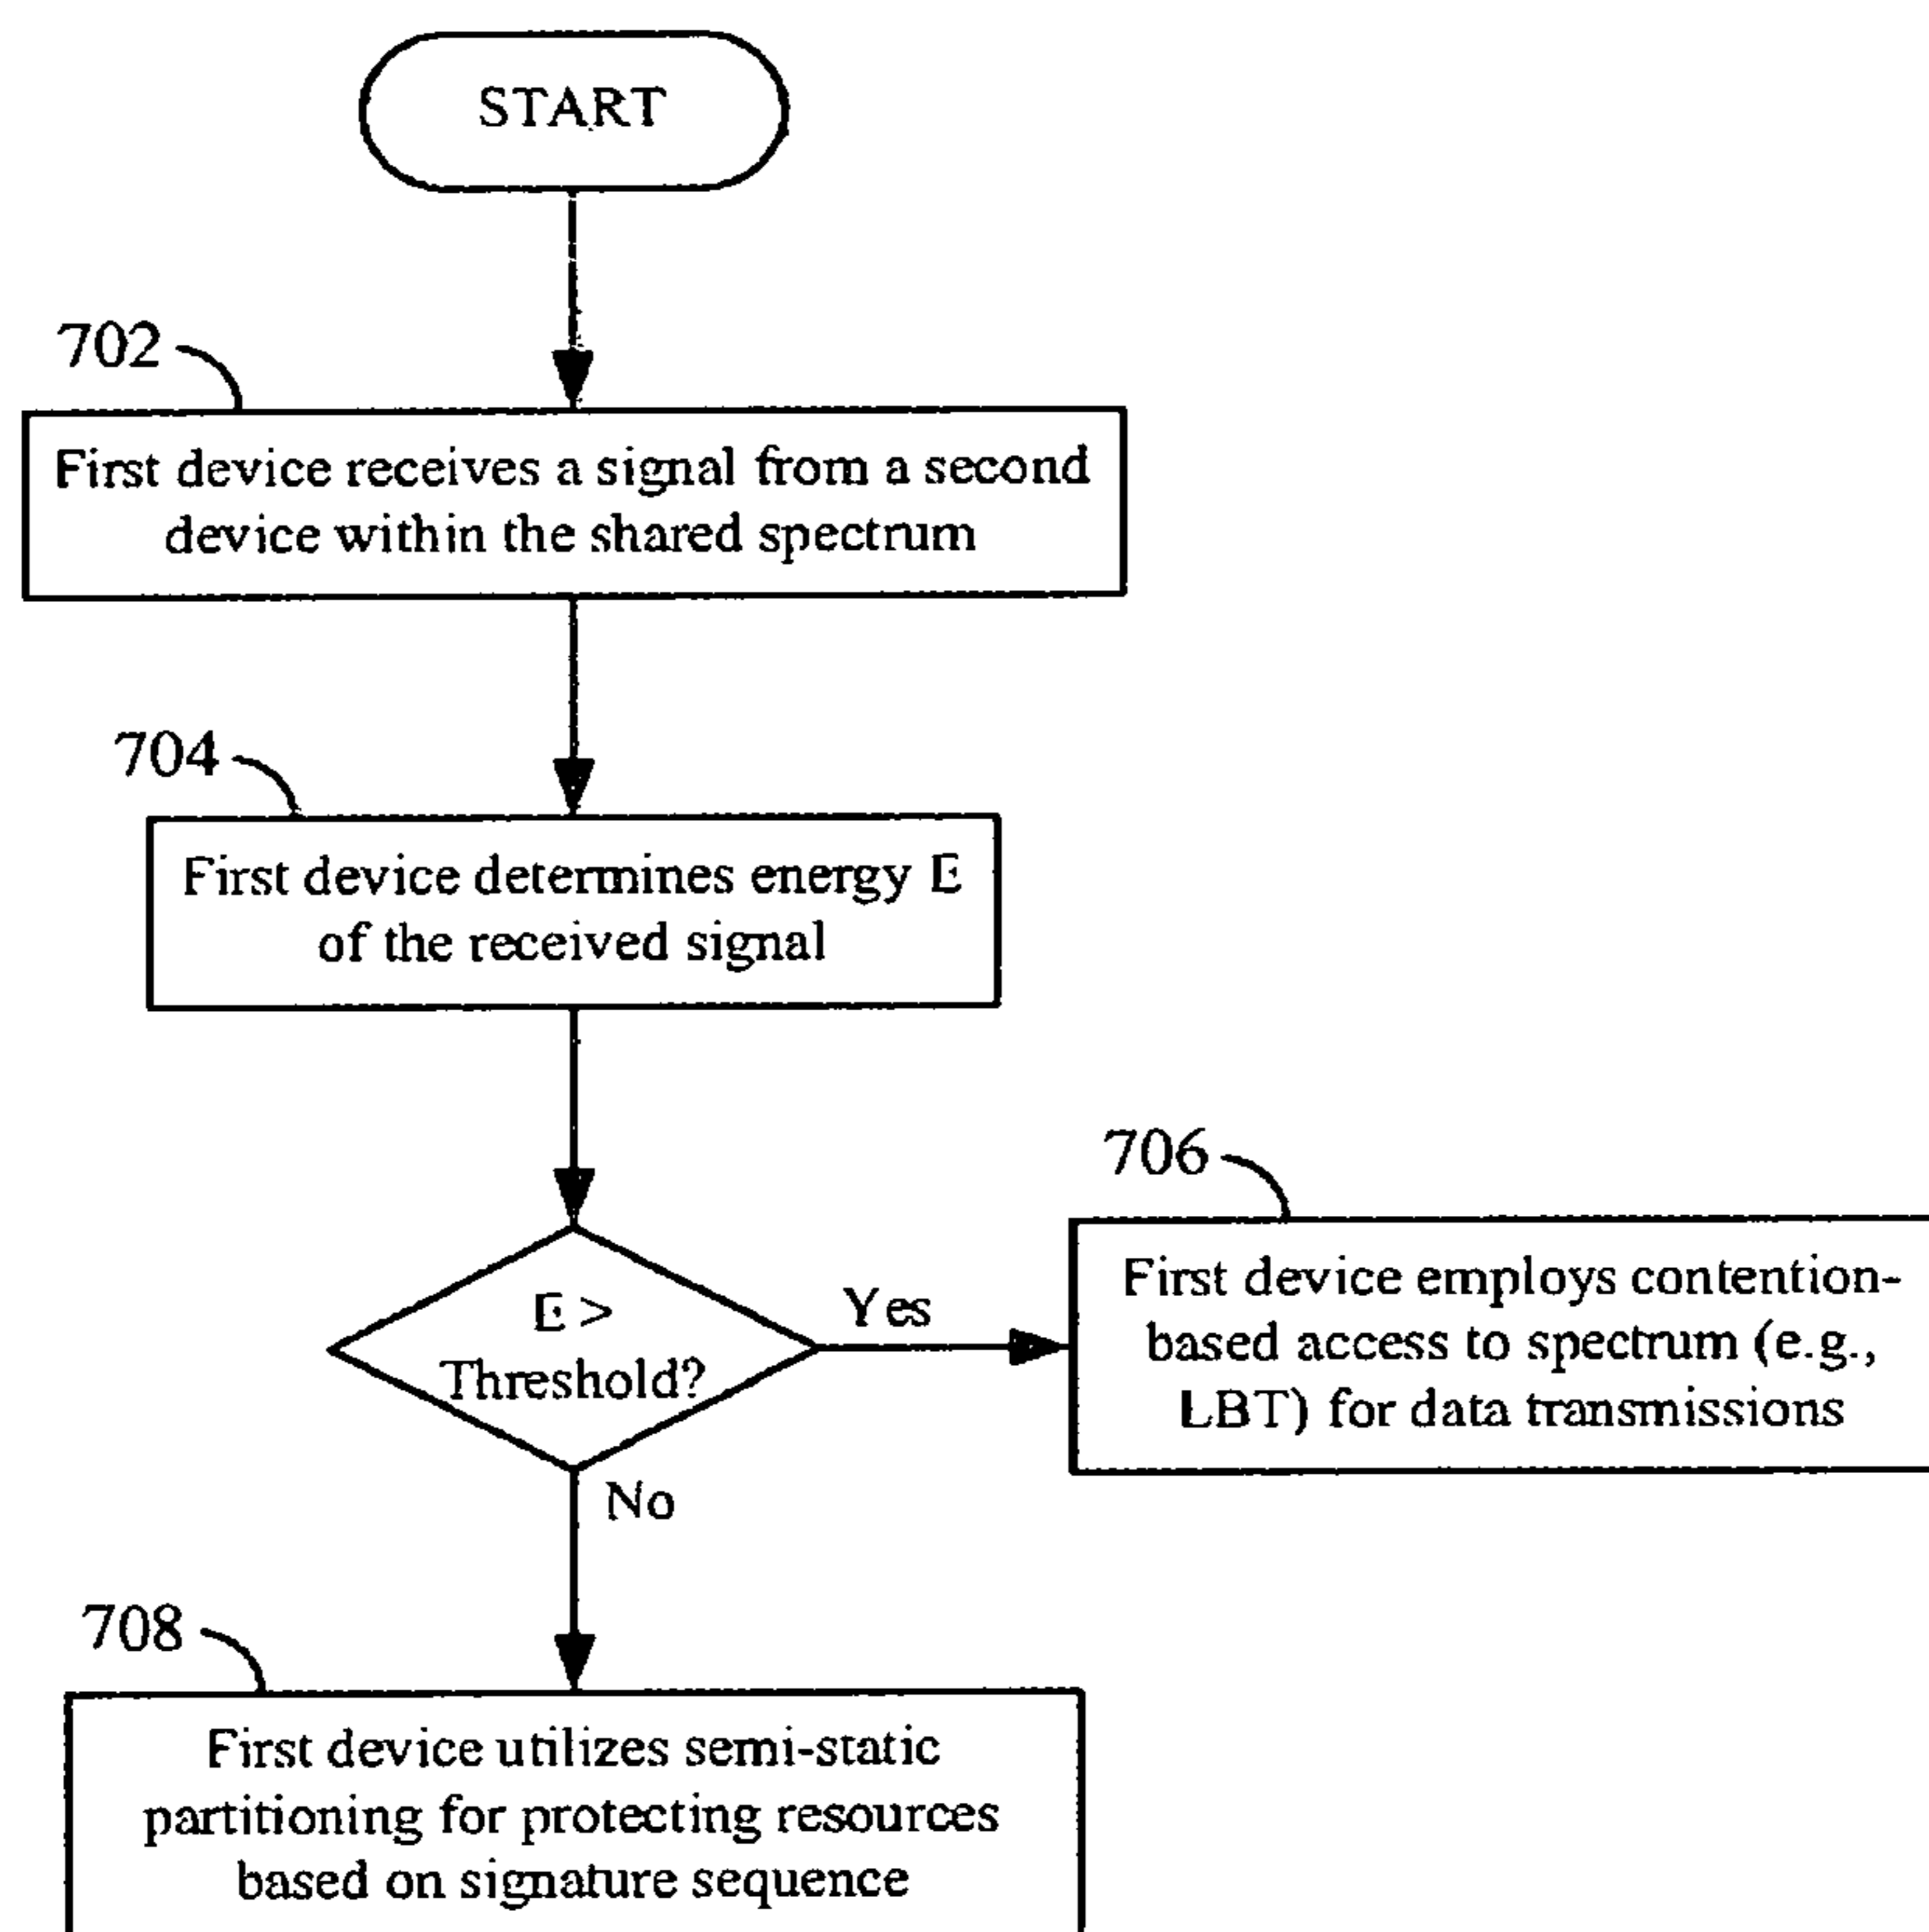 START
702
First device receives a signal from a second
device within the shared spectrum
704
First device determines energy E
of the received signal
E >
Threshold?
Yes
706
First device employs contention-
based access to spectrum (e.g.,
LBT) for data transmissions
No
708
First device utilizes semi-static
partitioning for protecting resources
based on signature sequence